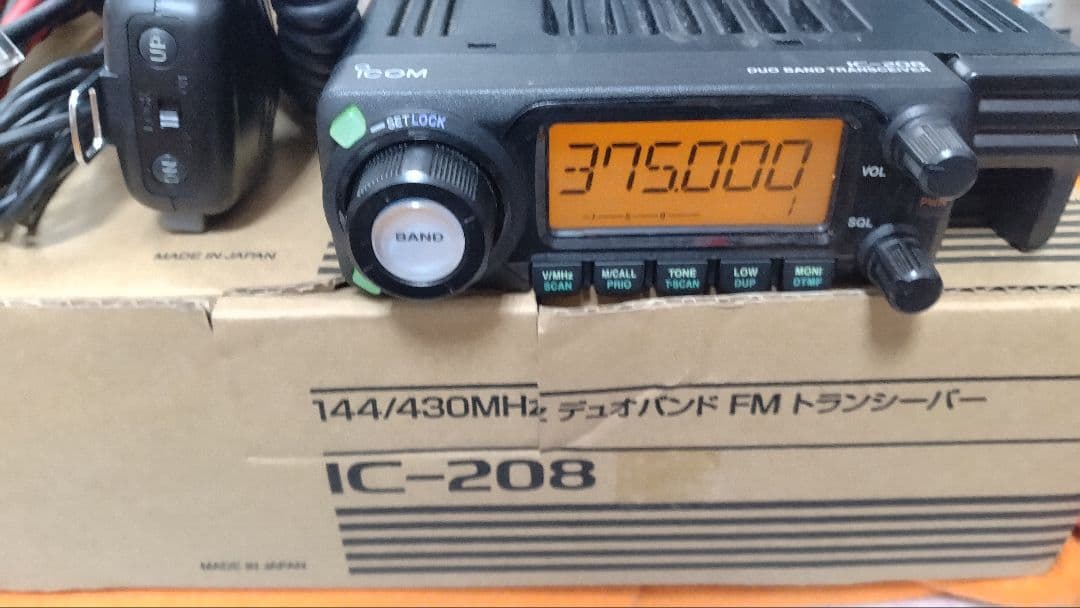 UP
DN
ICOM
IC-208
DUO BAND TRANSCEIVER
SET LOCK
BAND
375.000
1
VOL
SQL
V/MHz
SCAN
M/CALL
PRIO
TONE
T-SCAN
LOW
DUP
MONI
DTMF
MADE IN JAPAN
144/430MHz デュオバンド FM トランシーバー
IC-208
MADE IN JAPAN